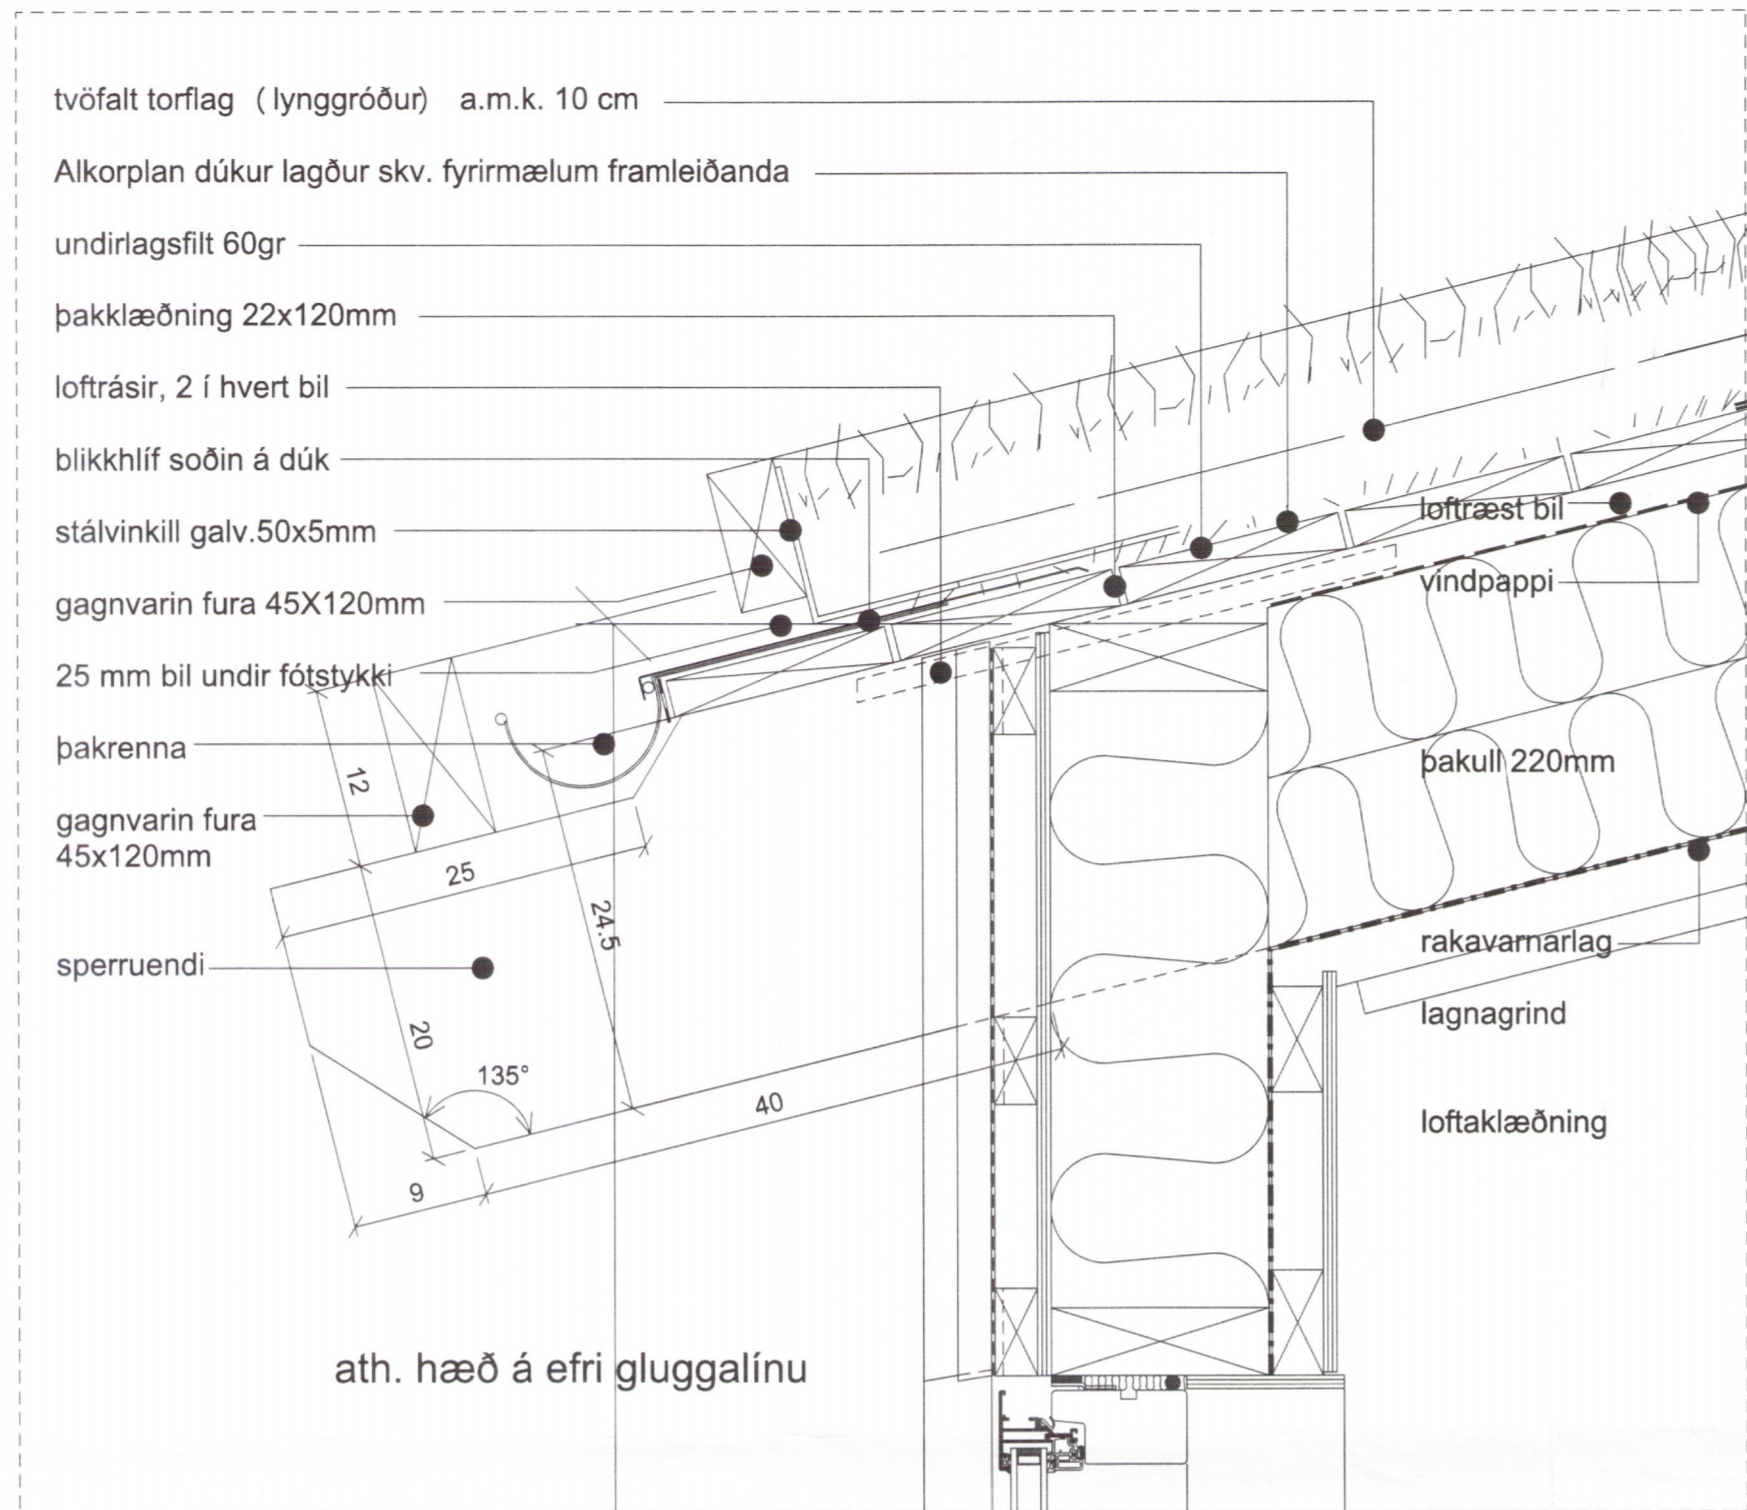 tvöfalt torflag ( lynggróður) a.m.k. 10 cm
Alkorplan dúkur lagður skv. fyrirmælum framleiðanda
undirlagsfilt 60gr
þakklæðning 22x120mm
loftrásir, 2 í hvert bil
blikkhlíf soðin á dúk
stálvinkill galv.50x5mm
gagnvarin fura 45X120mm
25 mm bil undir fótstykki
þakrenna
gagnvarin fura
45x120mm
sperruendi
12
25
24.5
20
135°
40
9
loftræst bil
vindpappi
þakull 220mm
rakavarnarlag
lagnagrind
loftaklæðning
ath. hæð á efri gluggalínu